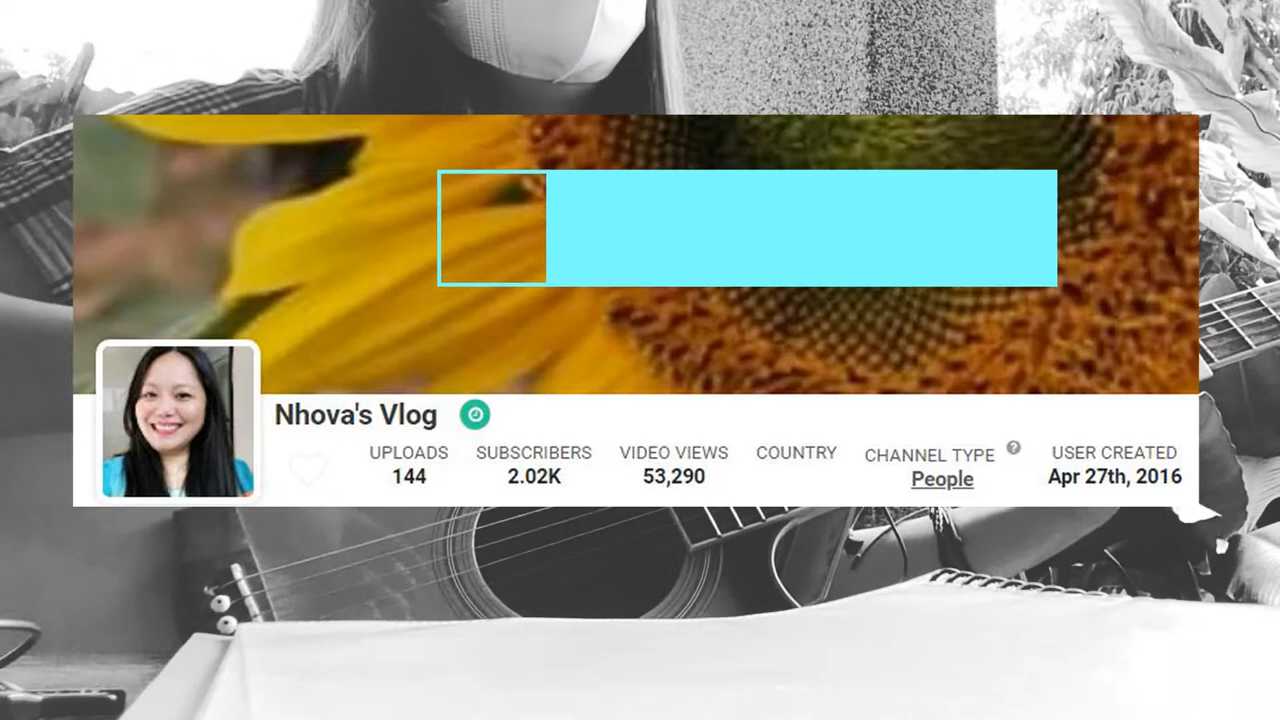 Nhova's Vlog
UPLOADS SUBSCRIBERS VIDEO VIEWS COUNTRY CHANNEL TYPE ? USER CREATED
144 2.02K 53,290 People Apr 27th, 2016